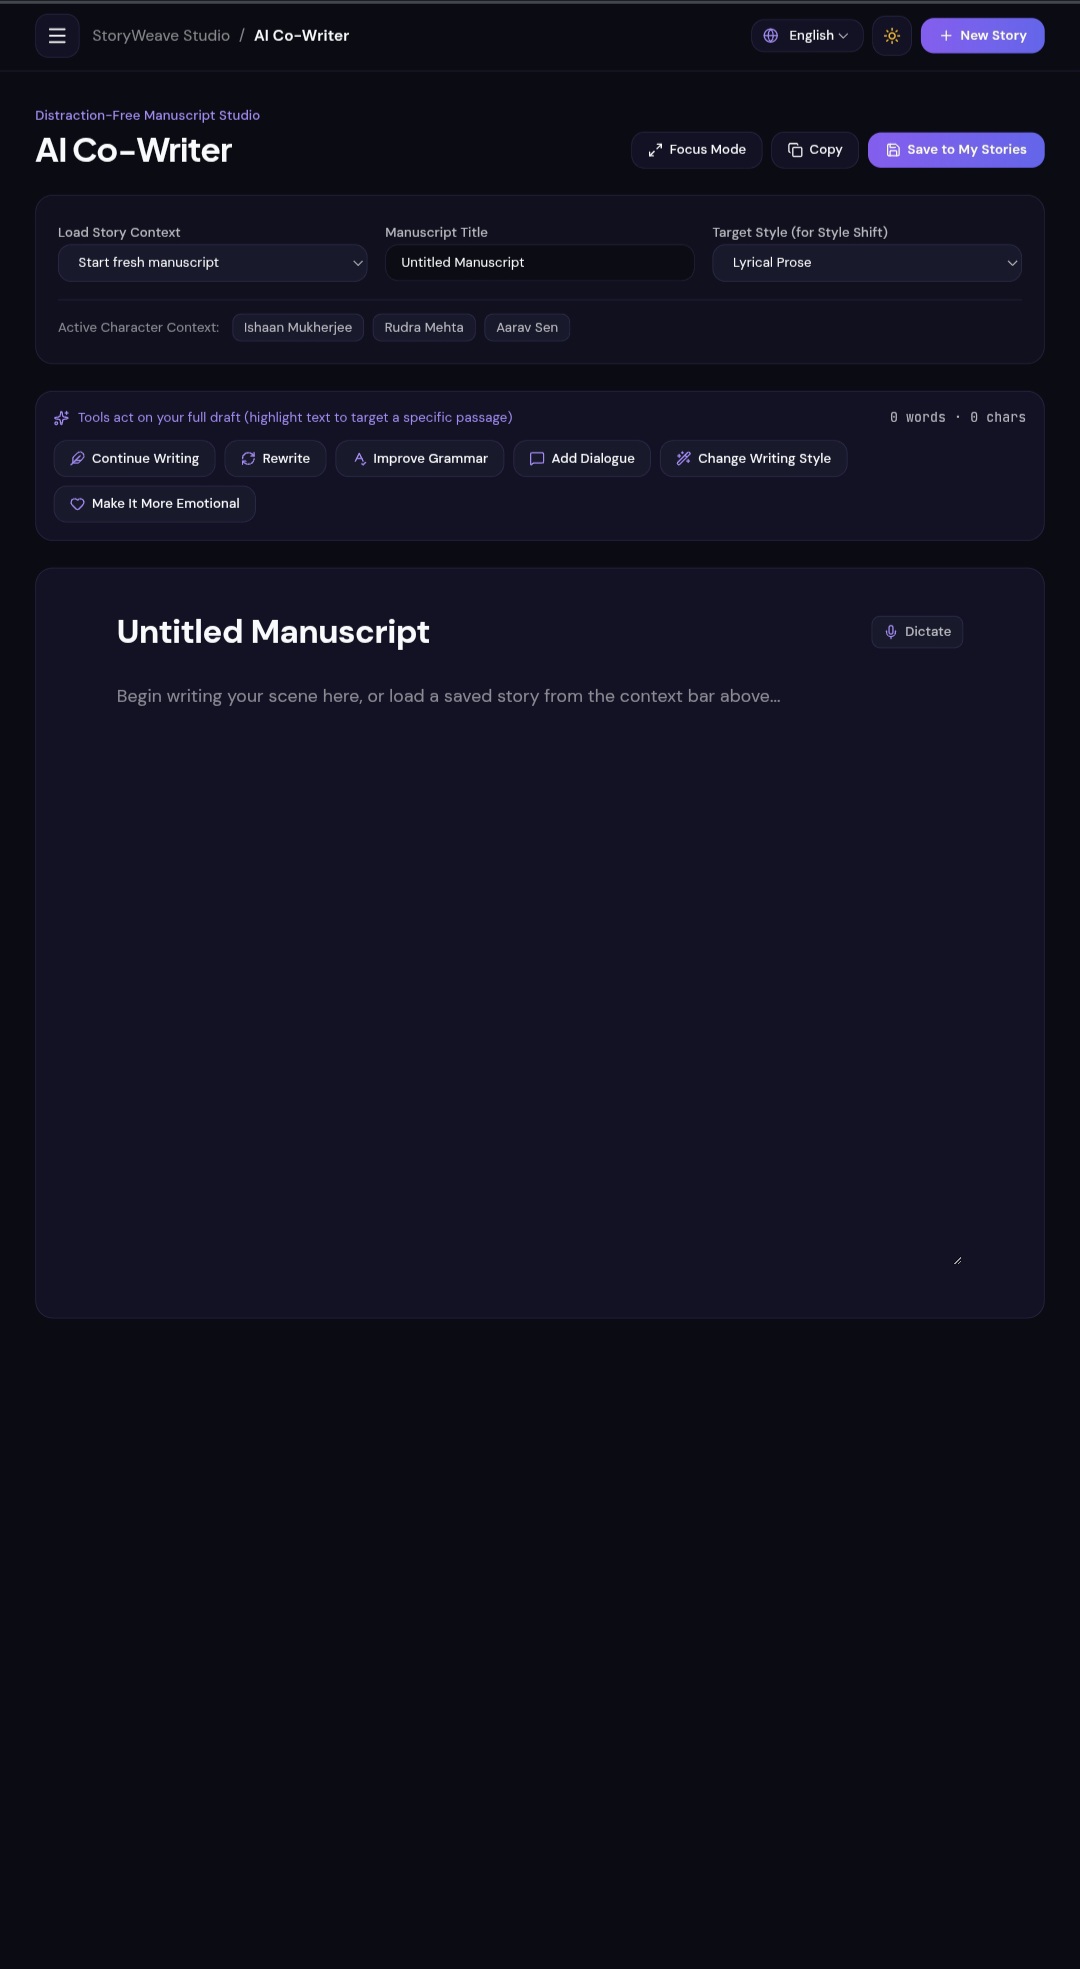 StoryWeave Studio / AI Co-Writer
English
New Story
Distraction-Free Manuscript Studio
AI Co-Writer
Focus Mode
Copy
Save to My Stories
Load Story Context
Manuscript Title
Target Style (for Style Shift)
Start fresh manuscript
Untitled Manuscript
Lyrical Prose
Active Character Context:
Ishaan Mukherjee
Rudra Mehta
Aarav Sen
Tools act on your full draft (highlight text to target a specific passage)
0 words · 0 chars
Continue Writing
Rewrite
Improve Grammar
Add Dialogue
Change Writing Style
Make It More Emotional
Untitled Manuscript
Dictate
Begin writing your scene here, or load a saved story from the context bar above...